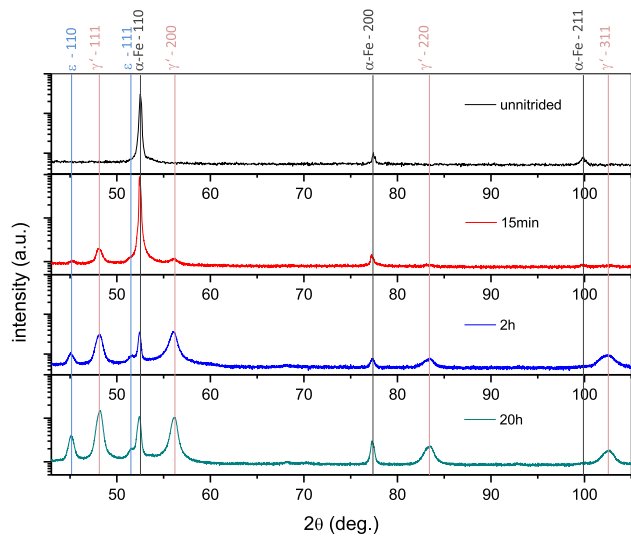 ε - 110
γ‘ - 111
ε - 111
α-Fe - 110
γ‘ - 200
α-Fe - 200
γ‘ - 220
α-Fe - 211
γ‘ - 311
unnitrided
50 60 70 80 90 100
15min
50 60 70 80 90 100
2h
50 60 70 80 90 100
20h
50 60 70 80 90 100
intensity (a.u.)
2θ (deg.)